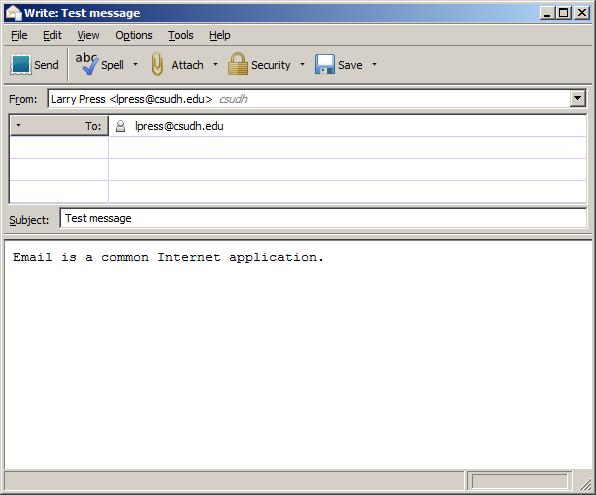 Write: Test message
File Edit View Options Tools Help
Send abc Spell Attach Security Save
From: Larry Press <lpress@csudh.edu> csudh
To: lpress@csudh.edu
Subject: Test message
Email is a common Internet application.